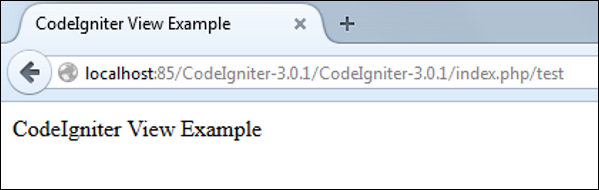 CodeIgniter View Example
localhost:85/CodeIgniter-3.0.1/CodeIgniter-3.0.1/index.php/test
CodeIgniter View Example